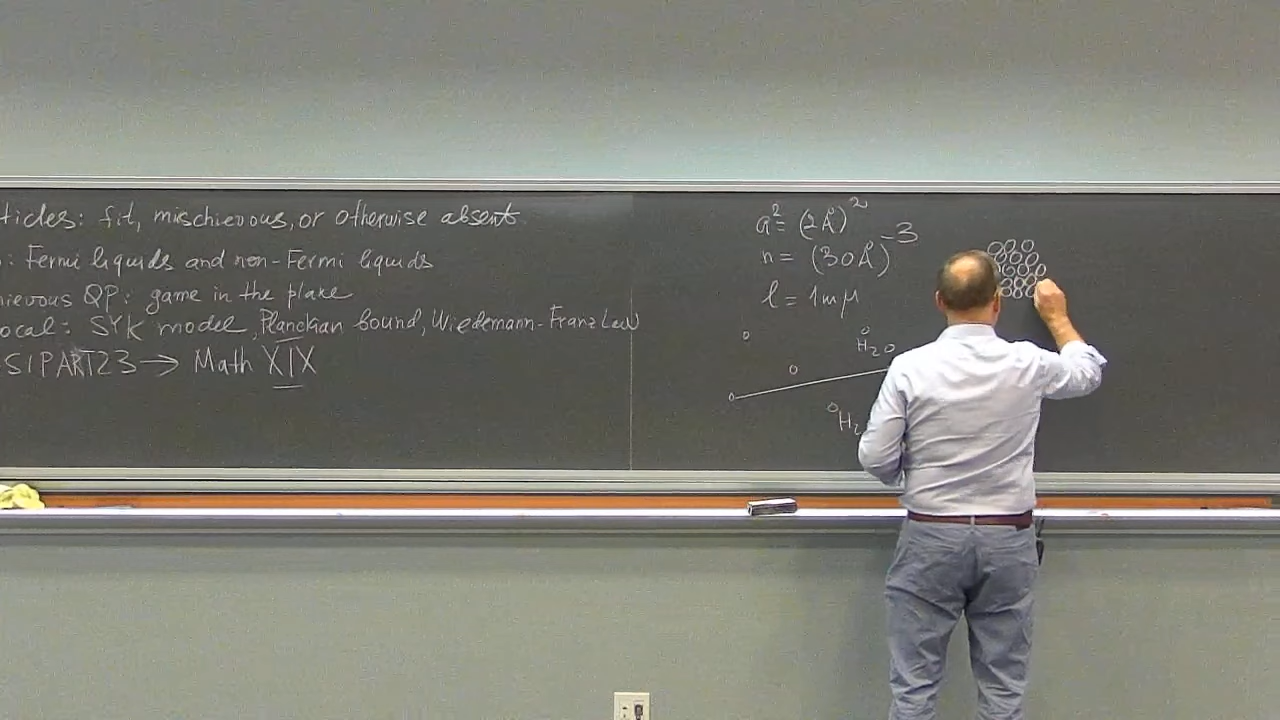 ticles: fit, mischievous, or otherwise absent
: Fermi liquids and non-Fermi liquids
hievous QP: game in the plane
ocal: SYK model, Planckian bound, Wiedemann-Franz Law
SIPART23 → Math XIX
a² = (2Å)²
n = (30Å)⁻³
l = 1mμ
H₂O
H₂